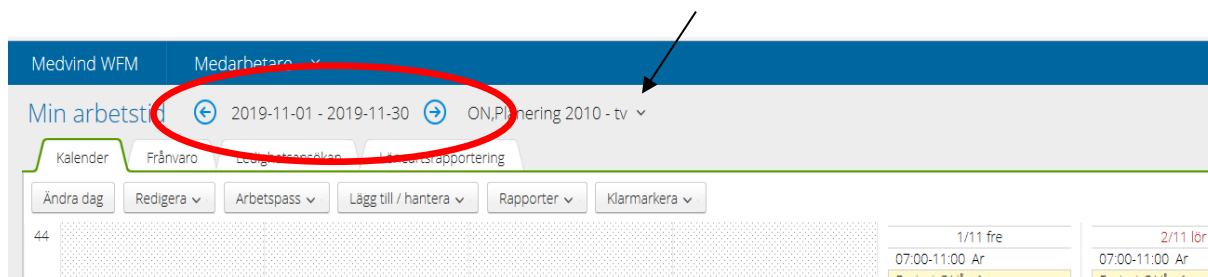 Medvind WFM Medarbetare
Min arbetstid 2019-11-01 - 2019-11-30 ON,Planering 2010 - tv
Kalender Frånvaro Ledighetsansökan Löneartsrapportering
Ändra dag Redigera Arbetspass Lägg till / hantera Rapporter Klarmarkera
44 1/11 fre 2/11 lör
07:00-11:00 Ar 07:00-11:00 Ar